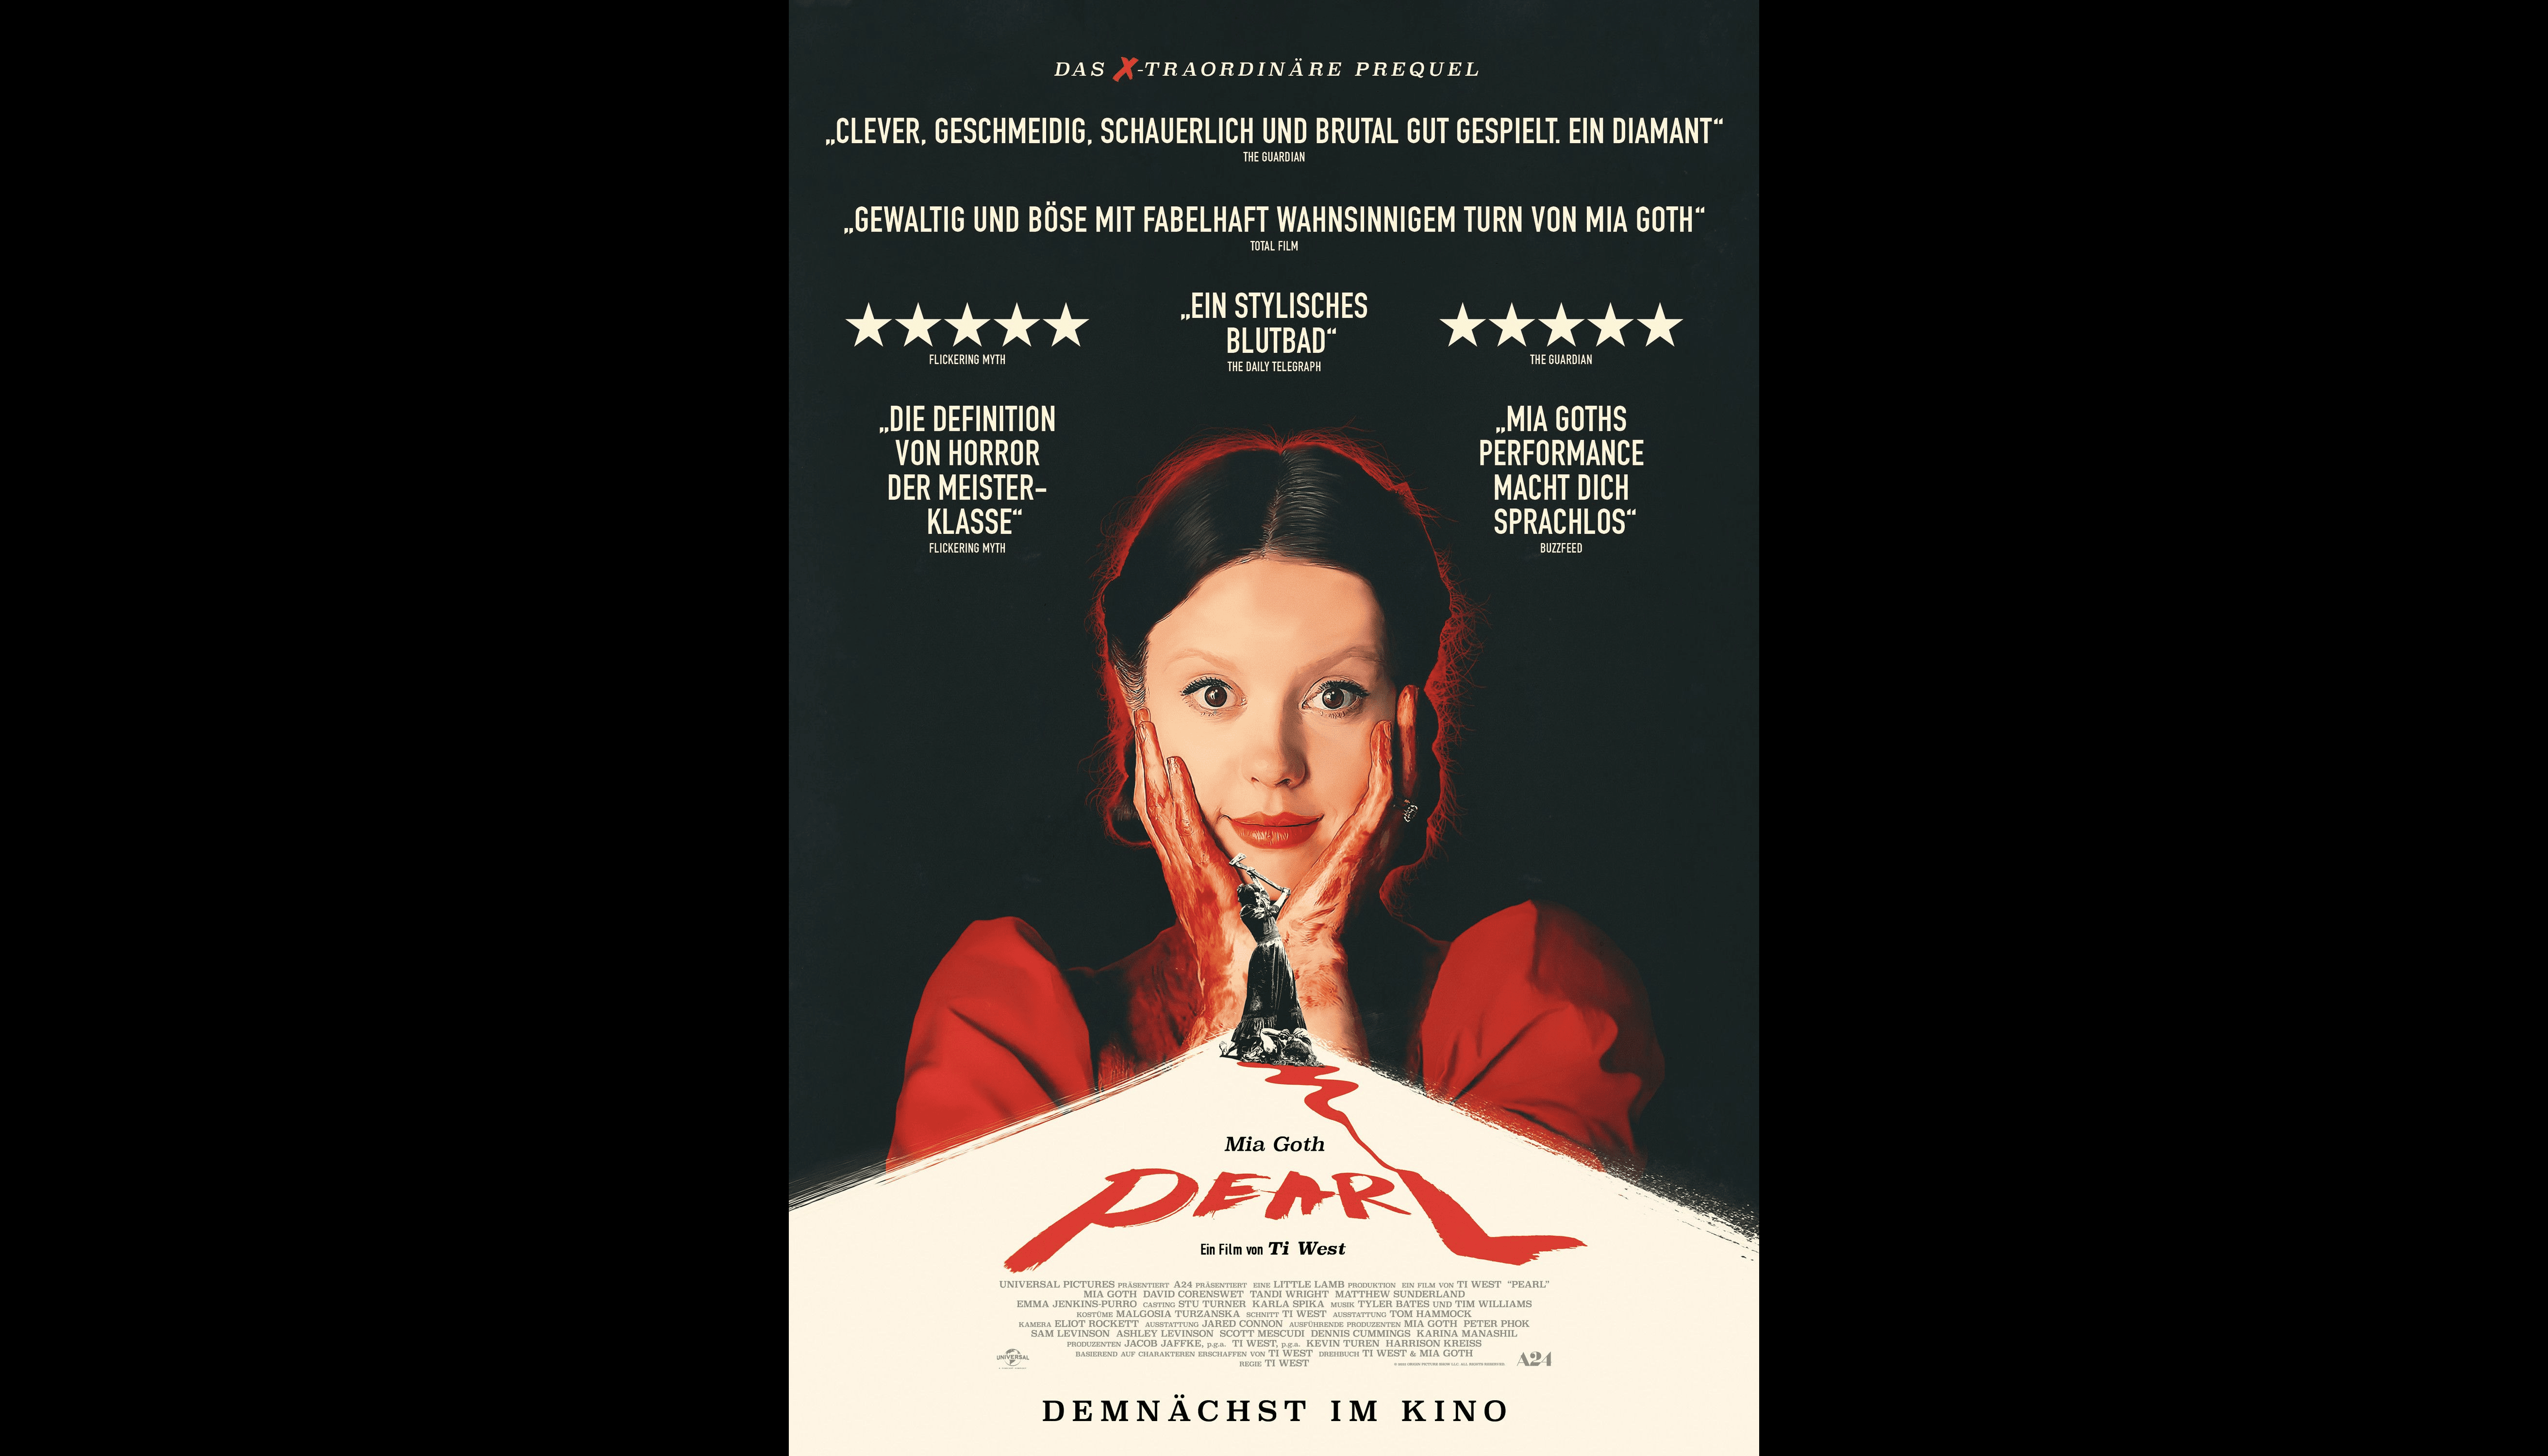 DAS X-TRAORDINÄRE PREQUEL
„CLEVER, GESCHMEIDIG, SCHAUERLICH UND BRUTAL GUT GESPIELT. EIN DIAMANT“
THE GUARDIAN
„GEWALTIG UND BÖSE MIT FABELHAFT WAHNSINNIGEM TURN VON MIA GOTH“
TOTAL FILM
FLICKERING MYTH
„EIN STYLISCHES
BLUTBAD“
THE DAILY TELEGRAPH
THE GUARDIAN
„DIE DEFINITION
VON HORROR
DER MEISTER-
KLASSE“
FLICKERING MYTH
„MIA GOTHS
PERFORMANCE
MACHT DICH
SPRACHLOS“
BUZZFEED
Mia Goth
PEARL
Ein Film von Ti West
UNIVERSAL PICTURES PRÄSENTIERT A24 PRÄSENTIERT EINE LITTLE LAMB PRODUKTION EIN FILM VON TI WEST "PEARL"
MIA GOTH DAVID CORENSWET TANDI WRIGHT MATTHEW SUNDERLAND
EMMA JENKINS-PURRO CASTING STU TURNER KARLA SPIKA MUSIK TYLER BATES UND TIM WILLIAMS
KOSTÜME MALGOSIA TURZANSKA SCHNITT TI WEST AUSSTATTUNG TOM HAMMOCK
KAMERA ELIOT ROCKETT AUSSTATTUNG JARED CONNON AUSFÜHRENDE PRODUZENTEN MIA GOTH PETER PHOK
SAM LEVINSON ASHLEY LEVINSON SCOTT MESCUDI DENNIS CUMMINGS KARINA MANASHIL
PRODUZENTEN JACOB JAFFKE, p.g.a. TI WEST, p.g.a. KEVIN TUREN HARRISON KREISS
BASIEREND AUF CHARAKTEREN ERSCHAFFEN VON TI WEST DREHBUCH TI WEST & MIA GOTH
REGIE TI WEST
UNIVERSAL
A24
DEMNÄCHST IM KINO